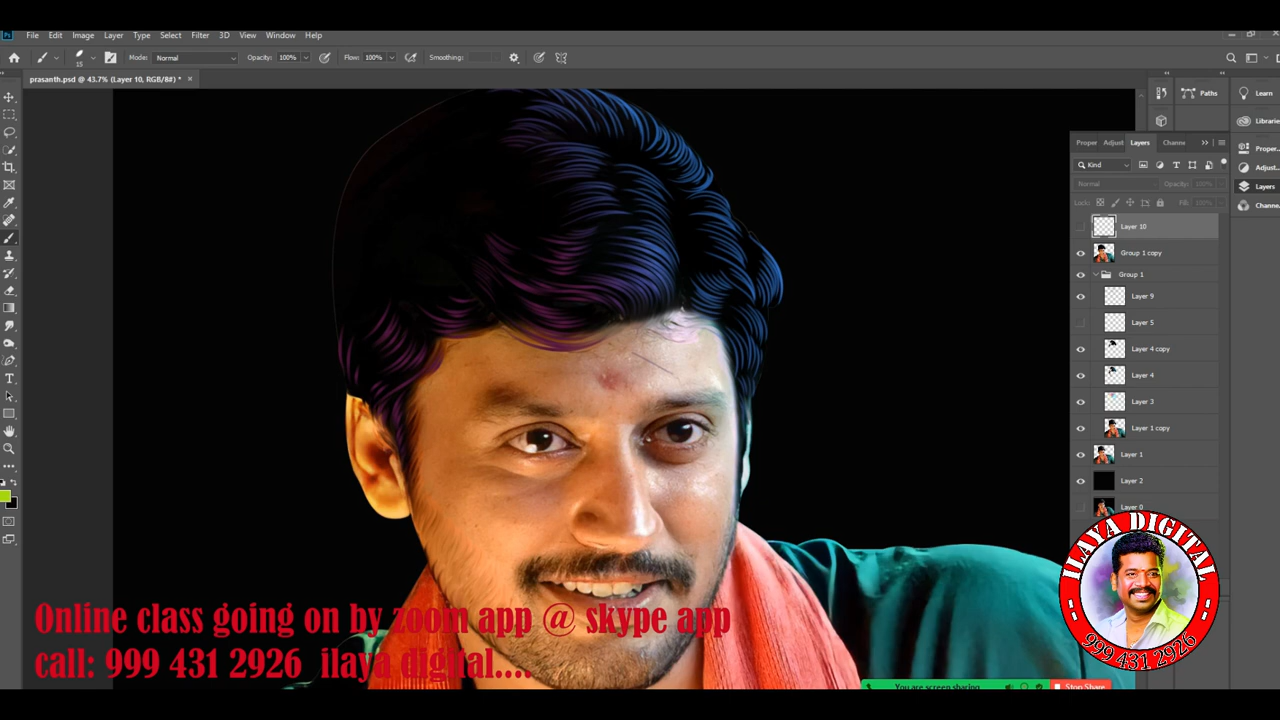 File Edit Image Layer Type Select Filter 3D View Window Help
15 Mode: Normal Opacity: 100% Flow: 100% Smoothing:
prasanth.psd @ 43.7% (Layer 10, RGB/8#) * ×
Paths Learn
Librarie
Proper Adjust Layers Channe
Proper...
Kind Adjust...
Normal Opacity: 100% Layers
Lock: Fill: 100% Channe...
Layer 10
Group 1 copy
Group 1
Layer 9
Layer 5
Layer 4 copy
Layer 4
Layer 3
Layer 1 copy
Layer 1
Layer 2
Layer 0
ILAYA DIGITAL
999 431 2926
Online class going on by zoom app @ skype app
call: 999 431 2926 ilaya digital....
You are screen sharing Stop Share